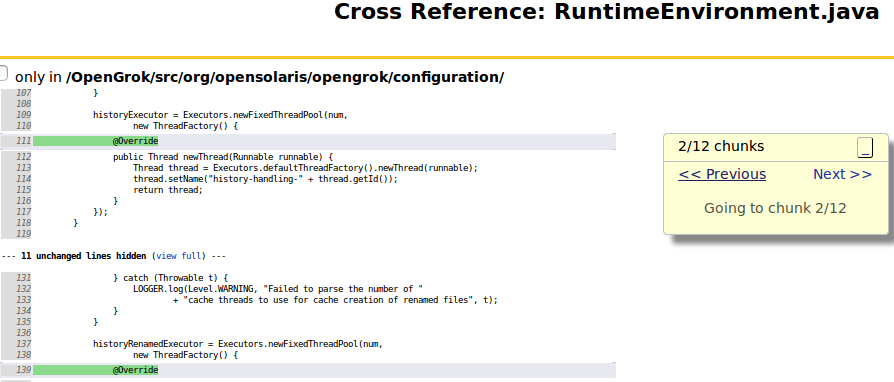 Cross Reference: RuntimeEnvironment.java
only in /OpenGrok/src/org/opensolaris/opengrok/configuration/
107             }
108
109             historyExecutor = Executors.newFixedThreadPool(num,
110                     new ThreadFactory() {
111                 @Override
112                 public Thread newThread(Runnable runnable) {
113                     Thread thread = Executors.defaultThreadFactory().newThread(runnable);
114                     thread.setName("history-handling-" + thread.getId());
115                     return thread;
116                 }
117             });
118         }
119
--- 11 unchanged lines hidden (view full) ---
131                 } catch (Throwable t) {
132                     LOGGER.log(Level.WARNING, "Failed to parse the number of "
133                             + "cache threads to use for cache creation of renamed files", t);
134                 }
135             }
136
137             historyRenamedExecutor = Executors.newFixedThreadPool(num,
138                     new ThreadFactory() {
139                 @Override
2/12 chunks _
<< Previous Next >>
Going to chunk 2/12